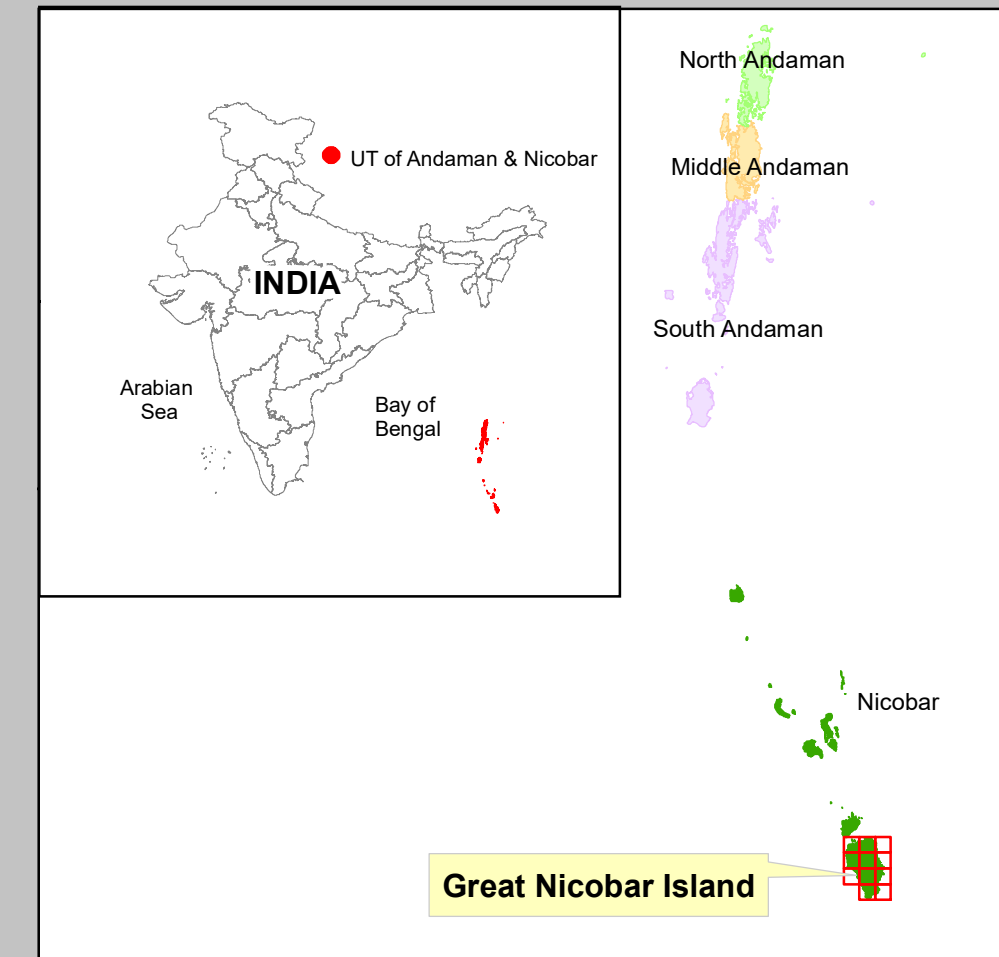 North Andaman
UT of Andaman & Nicobar
Middle Andaman
INDIA
South Andaman
Arabian
Sea
Bay of
Bengal
Nicobar
Great Nicobar Island